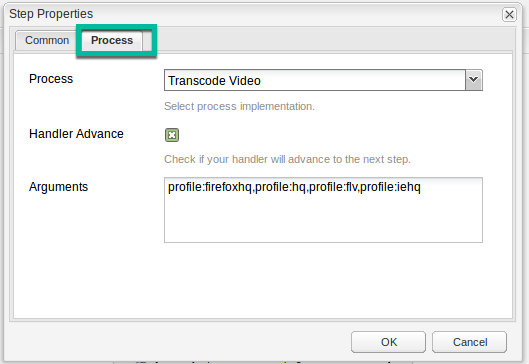 Step Properties
Common Process
Process Transcode Video
Select process implementation.
Handler Advance
Check if your handler will advance to the next step.
Arguments profile:firefoxhq,profile:hq,profile:flv,profile:iehq
OK Cancel